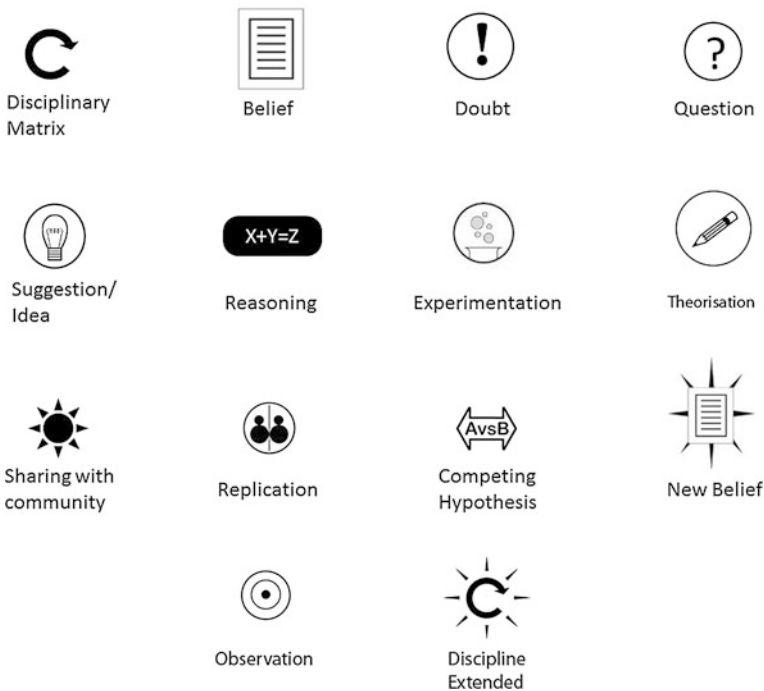 !
?
Disciplinary
Matrix
Belief
Doubt
Question
X+Y=Z
Suggestion/
Idea
Reasoning
Experimentation
Theorisation
AvsB
Sharing with
community
Replication
Competing
Hypothesis
New Belief
Observation
Discipline
Extended